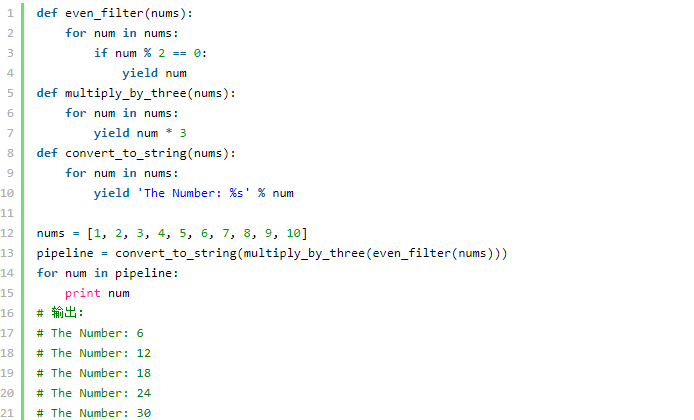 1 def even_filter(nums):
2     for num in nums:
3         if num % 2 == 0:
4             yield num
5 def multiply_by_three(nums):
6     for num in nums:
7         yield num * 3
8 def convert_to_string(nums):
9     for num in nums:
10         yield 'The Number: %s' % num
11
12 nums = [1, 2, 3, 4, 5, 6, 7, 8, 9, 10]
13 pipeline = convert_to_string(multiply_by_three(even_filter(nums)))
14 for num in pipeline:
15     print num
16 # 输出:
17 # The Number: 6
18 # The Number: 12
19 # The Number: 18
20 # The Number: 24
21 # The Number: 30